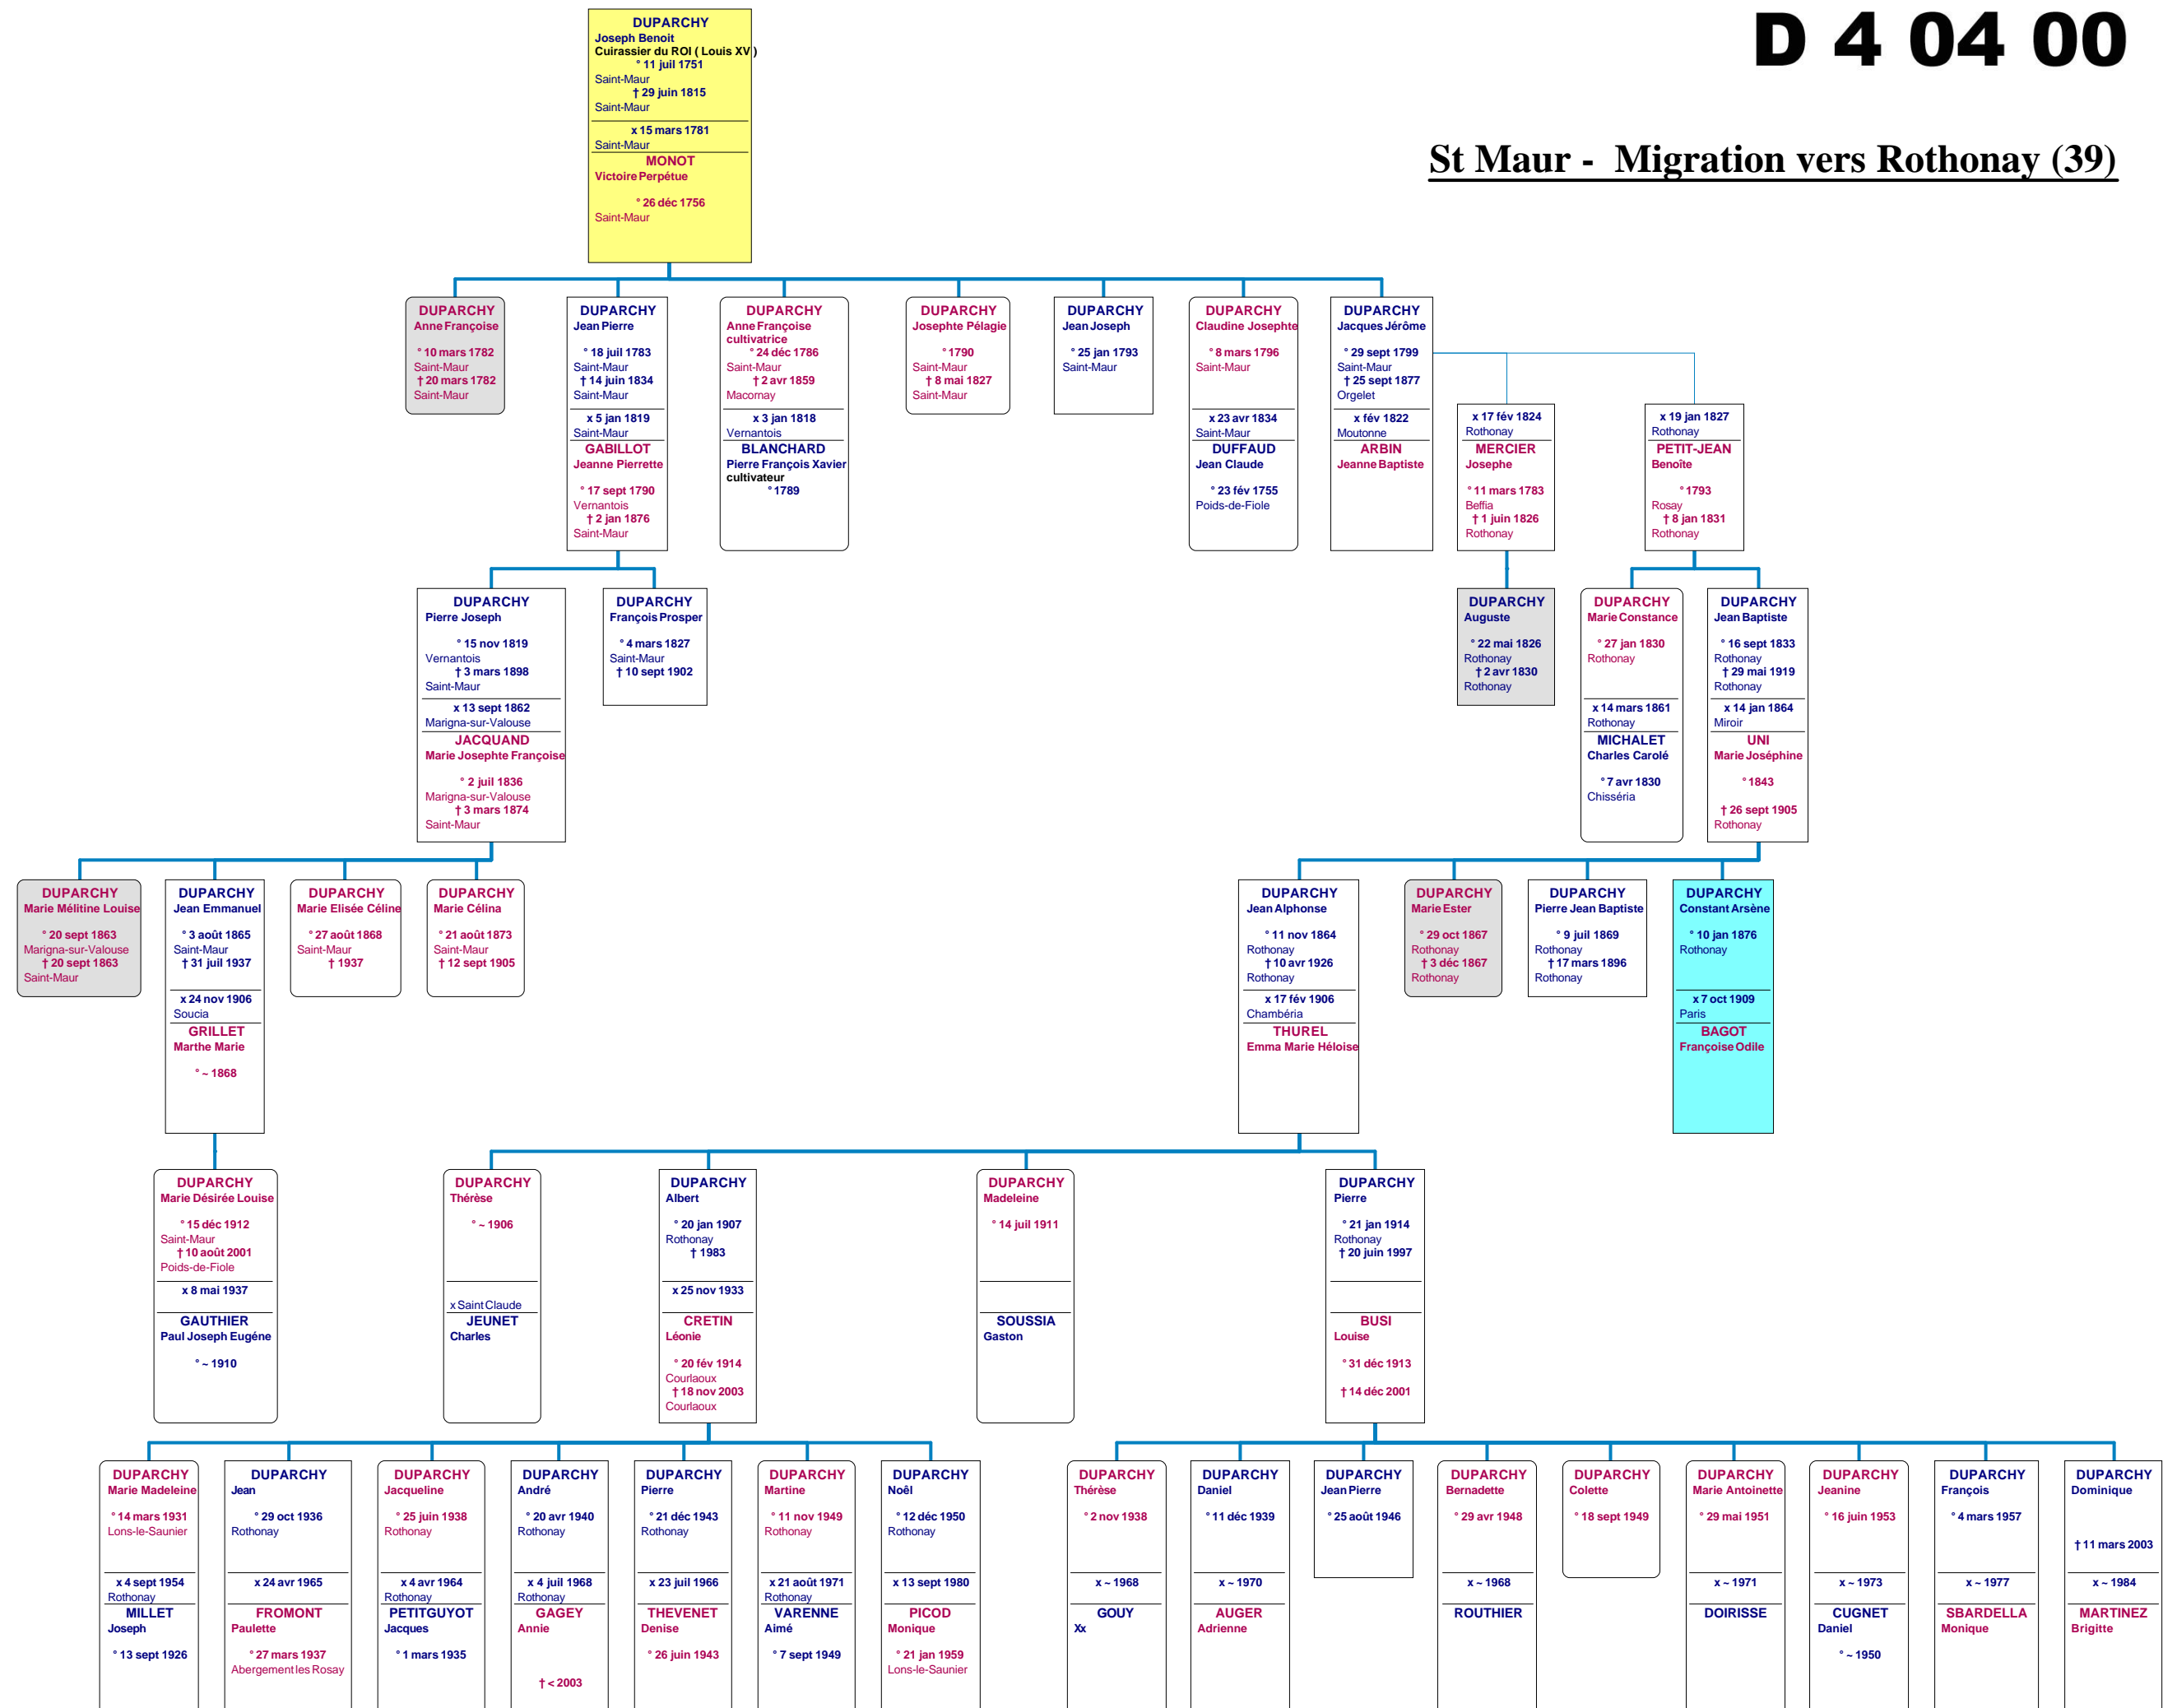 D 4 04 00
St Maur - Migration vers Rothonay (39)
DUPARCHY
Joseph Benoit
Cuirassier du ROI ( Louis XV )
° 11 juil 1751
Saint-Maur
† 29 juin 1815
Saint-Maur
x 15 mars 1781
Saint-Maur
MONOT
Victoire Perpétue
° 26 déc 1756
Saint-Maur
DUPARCHY
Anne Françoise
° 10 mars 1782
Saint-Maur
† 20 mars 1782
Saint-Maur
DUPARCHY
Jean Pierre
° 18 juil 1783
Saint-Maur
† 14 juin 1834
Saint-Maur
x 5 jan 1819
Saint-Maur
GABILLOT
Jeanne Pierrette
° 17 sept 1790
Vernantois
† 2 jan 1876
Saint-Maur
DUPARCHY
Anne Françoise
cultivatrice
° 24 déc 1786
Saint-Maur
† 2 avr 1859
Macornay
x 3 jan 1818
Vernantois
BLANCHARD
Pierre François Xavier
cultivateur
° 1789
DUPARCHY
Josephte Pélagie
° 1790
Saint-Maur
† 8 mai 1827
Saint-Maur
DUPARCHY
Jean Joseph
° 25 jan 1793
Saint-Maur
DUPARCHY
Claudine Josephte
° 8 mars 1796
Saint-Maur
x 23 avr 1834
Saint-Maur
DUFFAUD
Jean Claude
° 23 fév 1755
Poids-de-Fiole
DUPARCHY
Jacques Jérôme
° 29 sept 1799
Saint-Maur
† 25 sept 1877
Orgelet
x fév 1822
Moutonne
ARBIN
Jeanne Baptiste
x 17 fév 1824
Rothonay
MERCIER
Josephe
° 11 mars 1783
Beffia
† 1 juin 1826
Rothonay
x 19 jan 1827
Rothonay
PETIT-JEAN
Benoîte
° 1793
Rosay
† 8 jan 1831
Rothonay
DUPARCHY
Pierre Joseph
° 15 nov 1819
Vernantois
† 3 mars 1898
Saint-Maur
x 13 sept 1862
Marigna-sur-Valouse
JACQUAND
Marie Josephte Françoise
° 2 juil 1836
Marigna-sur-Valouse
† 3 mars 1874
Saint-Maur
DUPARCHY
François Prosper
° 4 mars 1827
Saint-Maur
† 10 sept 1902
DUPARCHY
Auguste
° 22 mai 1826
Rothonay
† 2 avr 1830
Rothonay
DUPARCHY
Marie Constance
° 27 jan 1830
Rothonay
x 14 mars 1861
Rothonay
MICHALET
Charles Carolé
° 7 avr 1830
Chisséria
DUPARCHY
Jean Baptiste
° 16 sept 1833
Rothonay
† 29 mai 1919
Rothonay
x 14 jan 1864
Miroir
UNI
Marie Joséphine
° 1843
† 26 sept 1905
Rothonay
DUPARCHY
Marie Mélitine Louise
° 20 sept 1863
Marigna-sur-Valouse
† 20 sept 1863
Saint-Maur
DUPARCHY
Jean Emmanuel
° 3 août 1865
Saint-Maur
† 31 juil 1937
x 24 nov 1906
Soucia
GRILLET
Marthe Marie
° ~ 1868
DUPARCHY
Marie Elisée Céline
° 27 août 1868
Saint-Maur
† 1937
DUPARCHY
Marie Célina
° 21 août 1873
Saint-Maur
† 12 sept 1905
DUPARCHY
Jean Alphonse
° 11 nov 1864
Rothonay
† 10 avr 1926
Rothonay
x 17 fév 1906
Chambéria
THUREL
Emma Marie Héloise
DUPARCHY
Marie Ester
° 29 oct 1867
Rothonay
† 3 déc 1867
Rothonay
DUPARCHY
Pierre Jean Baptiste
° 9 juil 1869
Rothonay
† 17 mars 1896
Rothonay
DUPARCHY
Constant Arsène
° 10 jan 1876
Rothonay
x 7 oct 1909
Paris
BAGOT
Françoise Odile
DUPARCHY
Marie Désirée Louise
° 15 déc 1912
Saint-Maur
† 10 août 2001
Poids-de-Fiole
x 8 mai 1937
GAUTHIER
Paul Joseph Eugéne
° ~ 1910
DUPARCHY
Thérèse
° ~ 1906
x Saint Claude
JEUNET
Charles
DUPARCHY
Albert
° 20 jan 1907
Rothonay
† 1983
x 25 nov 1933
CRETIN
Léonie
° 20 fév 1914
Courlaoux
† 18 nov 2003
Courlaoux
DUPARCHY
Madeleine
° 14 juil 1911
SOUSSIA
Gaston
DUPARCHY
Pierre
° 21 jan 1914
Rothonay
† 20 juin 1997
BUSI
Louise
° 31 déc 1913
† 14 déc 2001
DUPARCHY
Marie Madeleine
° 14 mars 1931
Lons-le-Saunier
x 4 sept 1954
Rothonay
MILLET
Joseph
° 13 sept 1926
DUPARCHY
Jean
° 29 oct 1936
Rothonay
x 24 avr 1965
FROMONT
Paulette
° 27 mars 1937
Abergement les Rosay
DUPARCHY
Jacqueline
° 25 juin 1938
Rothonay
x 4 avr 1964
Rothonay
PETITGUYOT
Jacques
° 1 mars 1935
DUPARCHY
André
° 20 avr 1940
Rothonay
x 4 juil 1968
Rothonay
GAGEY
Annie
† < 2003
DUPARCHY
Pierre
° 21 déc 1943
Rothonay
x 23 juil 1966
THEVENET
Denise
° 26 juin 1943
DUPARCHY
Martine
° 11 nov 1949
Rothonay
x 21 août 1971
Rothonay
VARENNE
Aimé
° 7 sept 1949
DUPARCHY
Noêl
° 12 déc 1950
Rothonay
x 13 sept 1980
PICOD
Monique
° 21 jan 1959
Lons-le-Saunier
DUPARCHY
Thérèse
° 2 nov 1938
x ~ 1968
GOUY
Xx
DUPARCHY
Daniel
° 11 déc 1939
x ~ 1970
AUGER
Adrienne
DUPARCHY
Jean Pierre
° 25 août 1946
DUPARCHY
Bernadette
° 29 avr 1948
x ~ 1968
ROUTHIER
DUPARCHY
Colette
° 18 sept 1949
DUPARCHY
Marie Antoinette
° 29 mai 1951
x ~ 1971
DOIRISSE
DUPARCHY
Jeanine
° 16 juin 1953
x ~ 1973
CUGNET
Daniel
° ~ 1950
DUPARCHY
François
° 4 mars 1957
x ~ 1977
SBARDELLA
Monique
DUPARCHY
Dominique
† 11 mars 2003
x ~ 1984
MARTINEZ
Brigitte